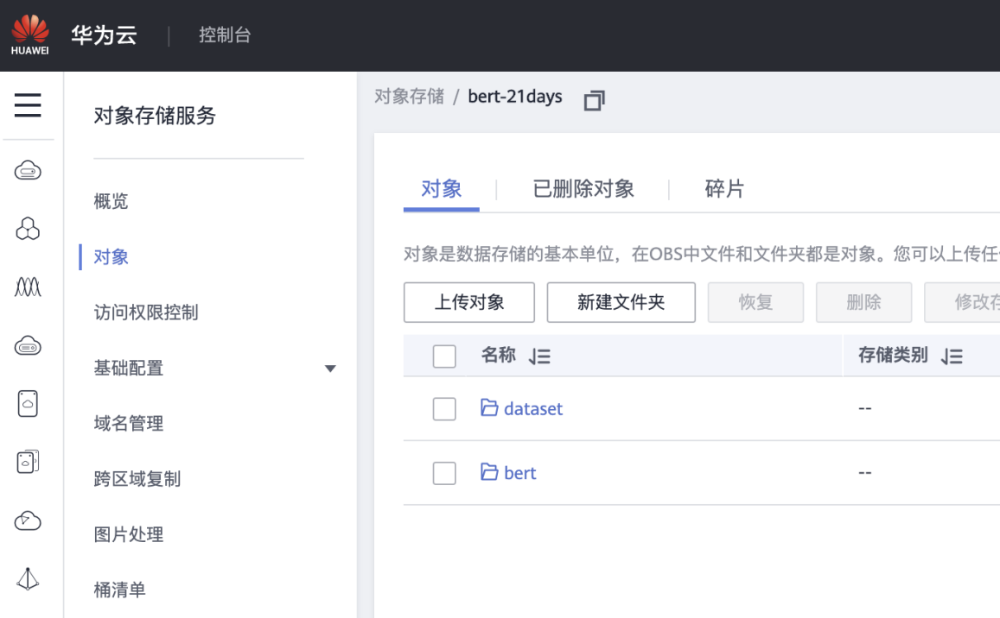 HUAWEI
华为云
控制台
对象存储服务
概览
对象
访问权限控制
基础配置
域名管理
跨区域复制
图片处理
桶清单
对象存储 / bert-21days
对象
已删除对象
碎片
对象是数据存储的基本单位，在OBS中文件和文件夹都是对象。您可以上传任
上传对象
新建文件夹
恢复
删除
修改存
名称
存储类别
dataset
--
bert
--